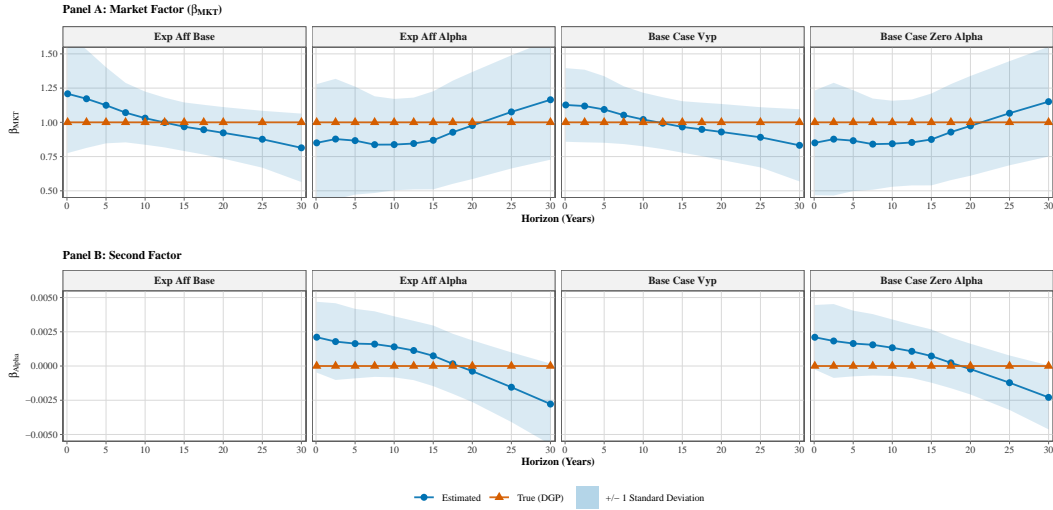 Panel A: Market Factor (βMKT)
Exp Aff Base
Exp Aff Alpha
Base Case Vyp
Base Case Zero Alpha
βMKT
1.50
1.25
1.00
0.75
0.50
0 5 10 15 20 25 30
0 5 10 15 20 25 30
0 5 10 15 20 25 30
0 5 10 15 20 25 30
Horizon (Years)
Panel B: Second Factor
Exp Aff Base
Exp Aff Alpha
Base Case Vyp
Base Case Zero Alpha
βAlpha
0.0050
0.0025
0.0000
−0.0025
−0.0050
0 5 10 15 20 25 30
0 5 10 15 20 25 30
0 5 10 15 20 25 30
0 5 10 15 20 25 30
Horizon (Years)
Estimated
True (DGP)
+/− 1 Standard Deviation